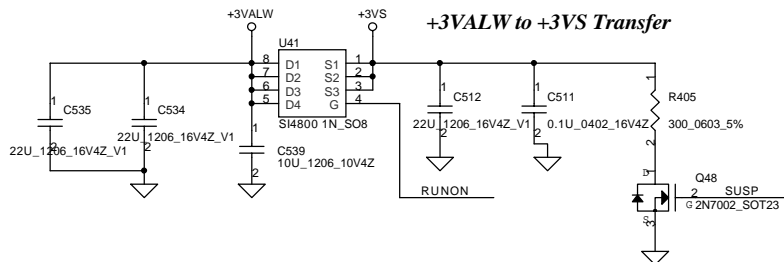 +3VALW to +3VS Transfer
+3VALW
+3VS
U41
8 D1 S1 1
7 D2 S2 2
6 D3 S3 3
5 D4 G 4
SI4800 1N_SO8
1
C535
2
22U_1206_16V4Z_V1
1
C534
2
22U_1206_16V4Z_V1
1
C539
2
10U_1206_10V4Z
1
C512
2
22U_1206_16V4Z_V1
1
C511
2
0.1U_0402_16V4Z
1
R405
300_0603_5%
2
RUNON
D 1
Q48
2
G
SUSP
2N7002_SOT23
S
3